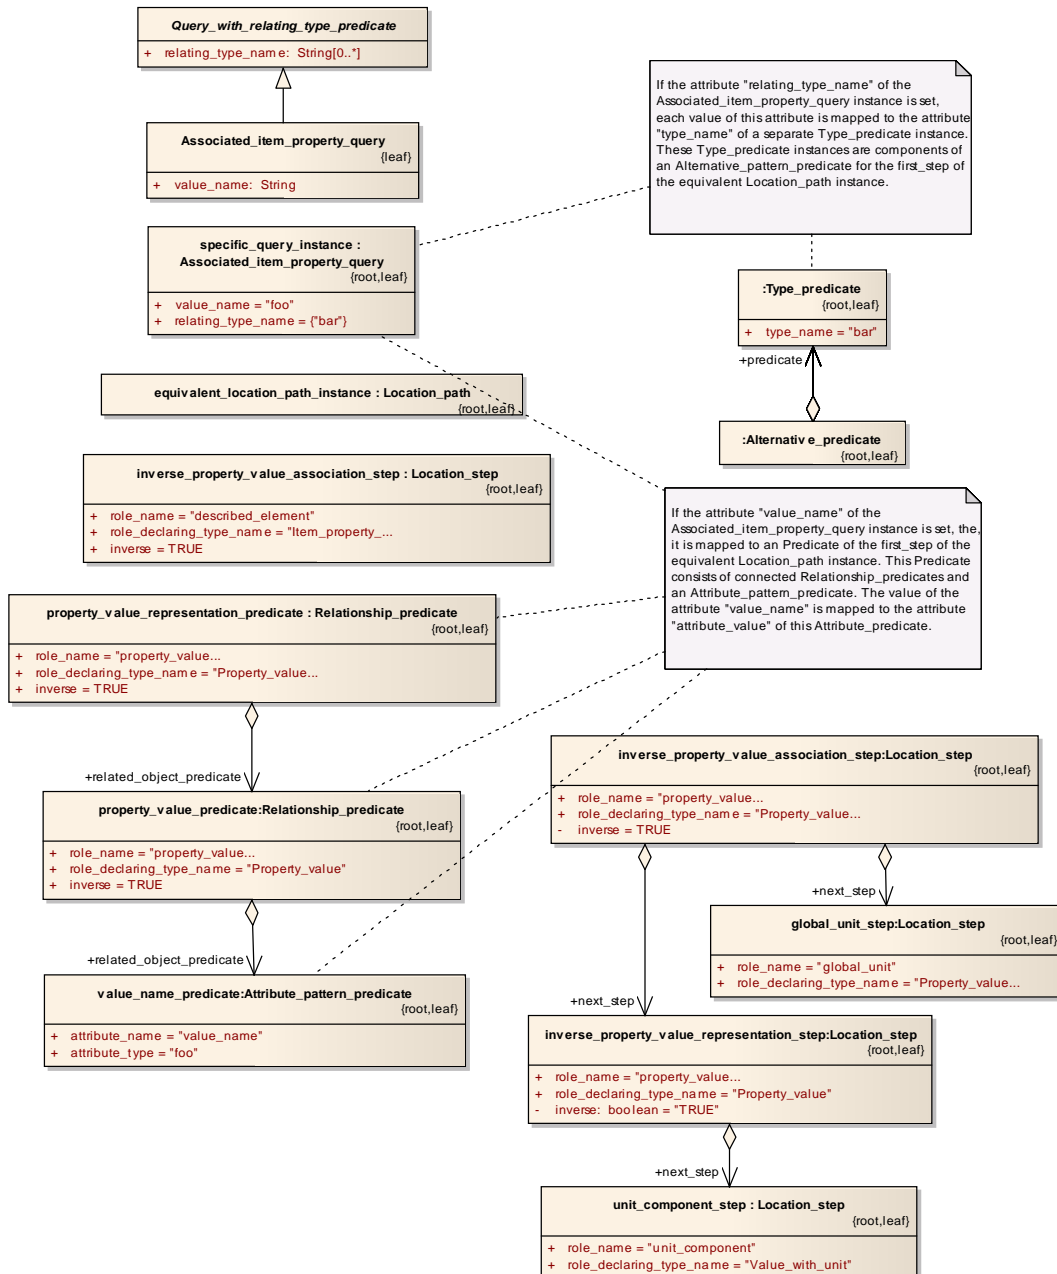 Query_with_relating_type_predicate
+ relating_type_name: String[0..*]
Associated_item_property_query
{leaf}
+ value_name: String
specific_query_instance :
Associated_item_property_query
{root,leaf}
+ value_name = "foo"
+ relating_type_name = {"bar"}
equivalent_location_path_instance : Location_path
{root,leaf}
inverse_property_value_association_step : Location_step
{root,leaf}
+ role_name = "described_element"
+ role_declaring_type_name = "Item_property_...
+ inverse = TRUE
property_value_representation_predicate : Relationship_predicate
{root,leaf}
+ role_name = "property_value...
+ role_declaring_type_name = "Property_value...
+ inverse = TRUE
+related_object_predicate
property_value_predicate:Relationship_predicate
{root,leaf}
+ role_name = "property_value...
+ role_declaring_type_name = "Property_value"
+ inverse = TRUE
+related_object_predicate
value_name_predicate:Attribute_pattern_predicate
{root,leaf}
+ attribute_name = "value_name"
+ attribute_type = "foo"
If the attribute "relating_type_name" of the
Associated_item_property_query instance is set,
each value of this attribute is mapped to the attribute
"type_name" of a separate Type_predicate instance.
These Type_predicate instances are components of
an Alternative_pattern_predicate for the first_step of
the equivalent Location_path instance.
:Type_predicate
{root,leaf}
+ type_name = "bar"
+predicate
:Alternative_predicate
{root,leaf}
If the attribute "value_name" of the
Associated_item_property_query instance is set, the,
it is mapped to an Predicate of the first_step of the
equivalent Location_path instance. This Predicate
consists of connected Relationship_predicates and
an Attribute_pattern_predicate. The value of the
attribute "value_name" is mapped to the attribute
"attribute_value" of this Attribute_predicate.
inverse_property_value_association_step:Location_step
{root,leaf}
+ role_name = "property_value...
+ role_declaring_type_name = "Property_value...
- inverse = TRUE
+next_step
global_unit_step:Location_step
{root,leaf}
+ role_name = "global_unit"
+ role_declaring_type_name = "Property_value...
+next_step
inverse_property_value_representation_step:Location_step
{root,leaf}
+ role_name = "property_value...
+ role_declaring_type_name = "Property_value"
- inverse: boolean = "TRUE"
+next_step
unit_component_step : Location_step
{root,leaf}
+ role_name = "unit_component"
+ role_declaring_type_name = "Value_with_unit"